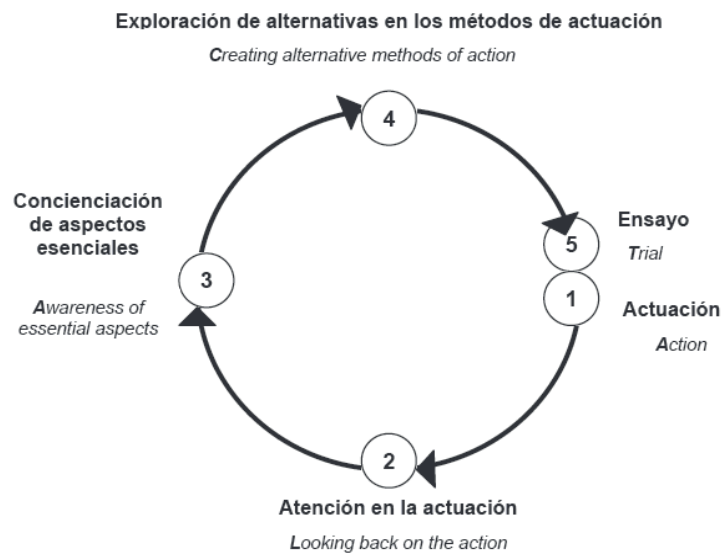 Exploración de alternativas en los métodos de actuación
Creating alternative methods of action
4
Concienciación
de aspectos
esenciales
Awareness of
essential aspects
3
5
Ensayo
Trial
1
Actuación
Action
2
Atención en la actuación
Looking back on the action